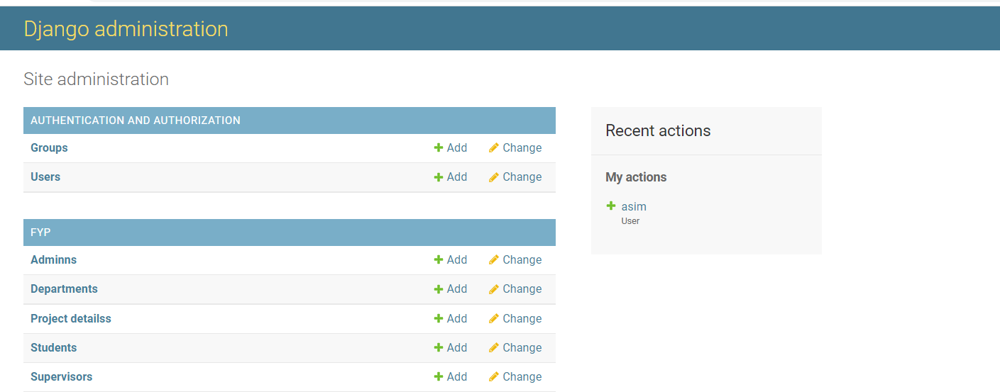 Django administration
Site administration
AUTHENTICATION AND AUTHORIZATION
Groups Add Change
Users Add Change
FYP
Adminns Add Change
Departments Add Change
Project detailss Add Change
Students Add Change
Supervisors Add Change
Recent actions
My actions
asim
User